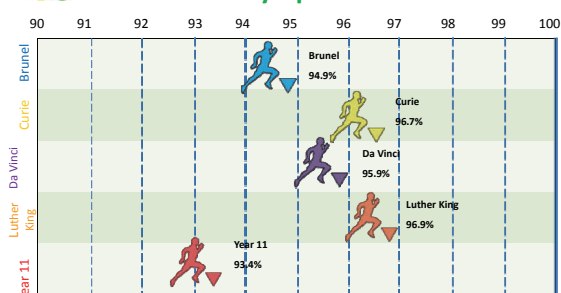 90 91 92 93 94 95 96 97 98 99 100
Brunel
Brunel
94.9%
Curie
Curie
96.7%
Da Vinci
Da Vinci
95.9%
Luther
King
Luther King
96.9%
Year 11
93.4%
11